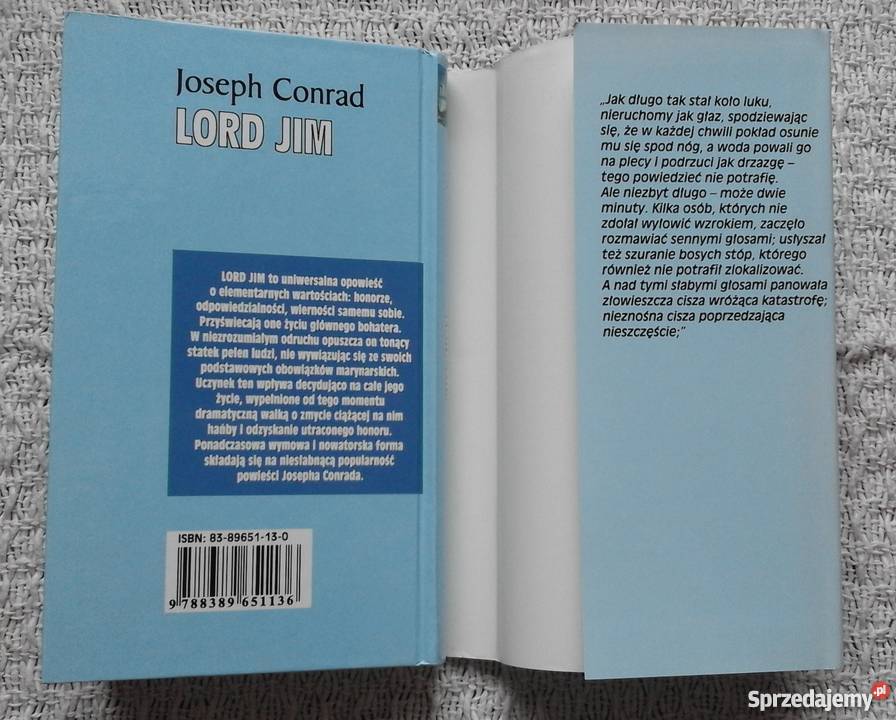 Joseph Conrad
LORD JIM
LORD JIM to uniwersalna opowieść
o elementarnych wartościach: honorze,
odpowiedzialności, wierności samemu sobie.
Przyświecają one życiu głównego bohatera.
W niezrozumiałym odruchu opuszcza on tonący
statek pełen ludzi, nie wywiązując się ze swoich
podstawowych obowiązków marynarskich.
Uczynek ten wpływa decydująco na całe jego
życie, wypełnione od tego momentu
dramatyczną walką o zmycie ciążącej na nim
hańby i odzyskanie utraconego honoru.
Ponadczasowa wymowa i nowatorska forma
składają się na niesłabnącą popularność
powieści Josepha Conrada.
ISBN: 83-89651-13-0
9 788389 651136
„Jak długo tak stał koło luku,
nieruchomy jak głaz, spodziewając
się, że w każdej chwili pokład osunie
mu się spod nóg, a woda powali go
na plecy i podrzuci jak drzazgę –
tego powiedzieć nie potrafię.
Ale niezbyt długo – może dwie
minuty. Kilka osób, których nie
zdołał wyłowić wzrokiem, zaczęło
rozmawiać sennymi głosami; usłyszał
też szuranie bosych stóp, którego
również nie potrafił zlokalizować.
A nad tymi słabymi głosami panowała
złowieszcza cisza wróżąca katastrofę;
nieznośna cisza poprzedzająca
nieszczęście;"
Sprzedajemy.pl